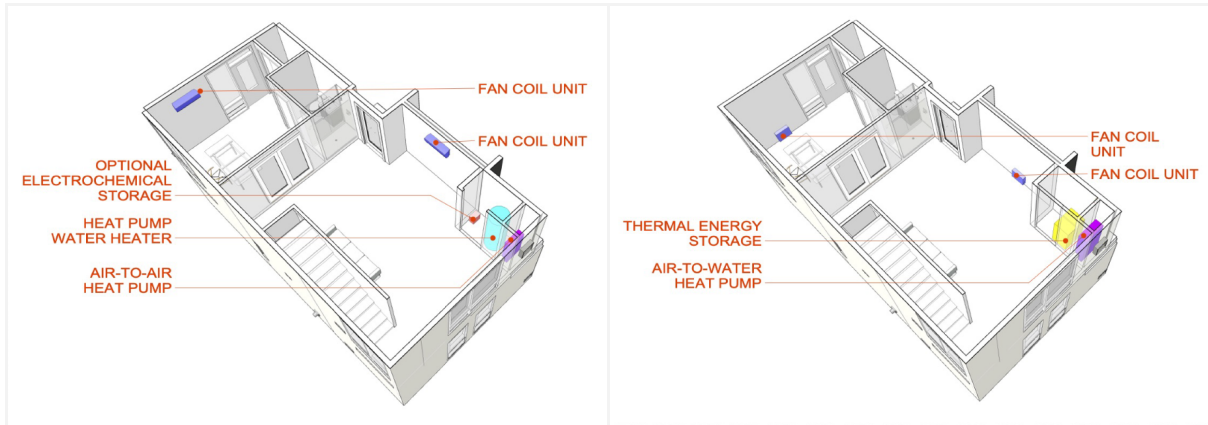 FAN COIL UNIT
FAN COIL UNIT
OPTIONAL
ELECTROCHEMICAL
STORAGE
HEAT PUMP
WATER HEATER
AIR-TO-AIR
HEAT PUMP
FAN COIL
UNIT
FAN COIL UNIT
THERMAL ENERGY
STORAGE
AIR-TO-WATER
HEAT PUMP